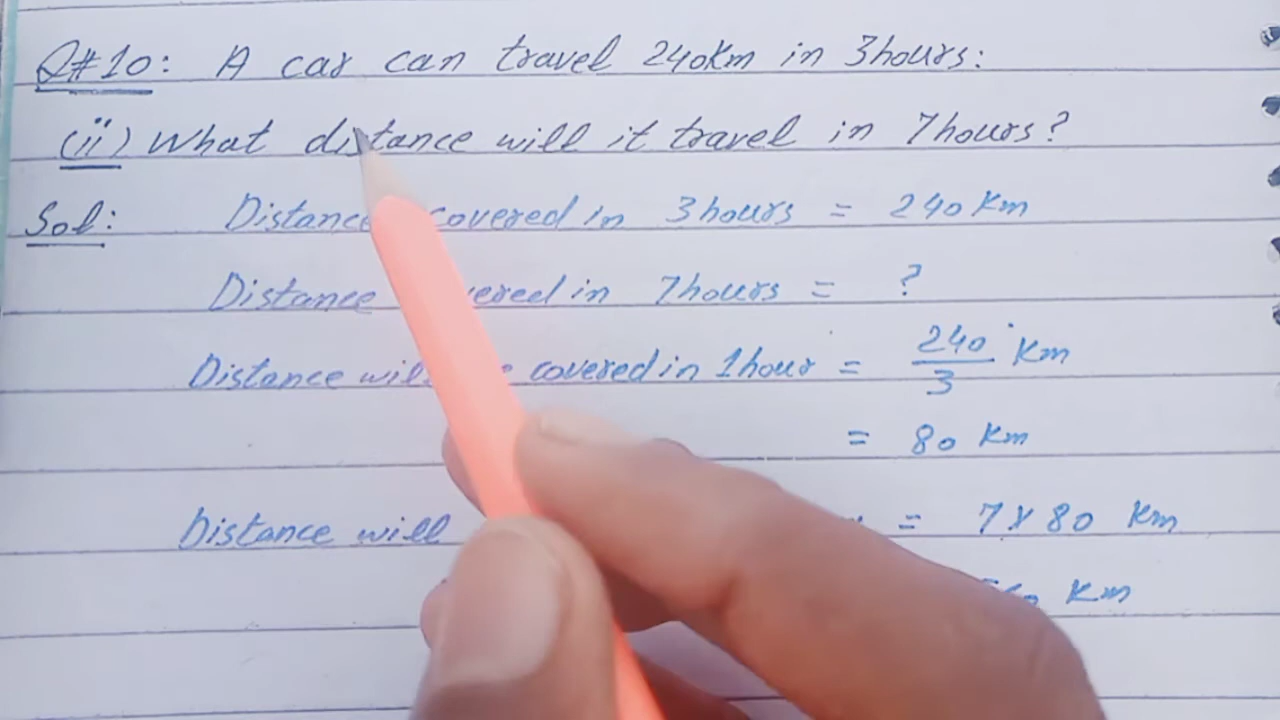 Q#10: A car can travel 240Km in 3hours:
(ii) What distance will it travel in 7hours?
Sol: Distance covered in 3hours = 240 Km
Distance in 7hours = ?
Distance covered in 1hour = 240/3 Km
= 80 Km
Distance will = 7x80 Km
Km